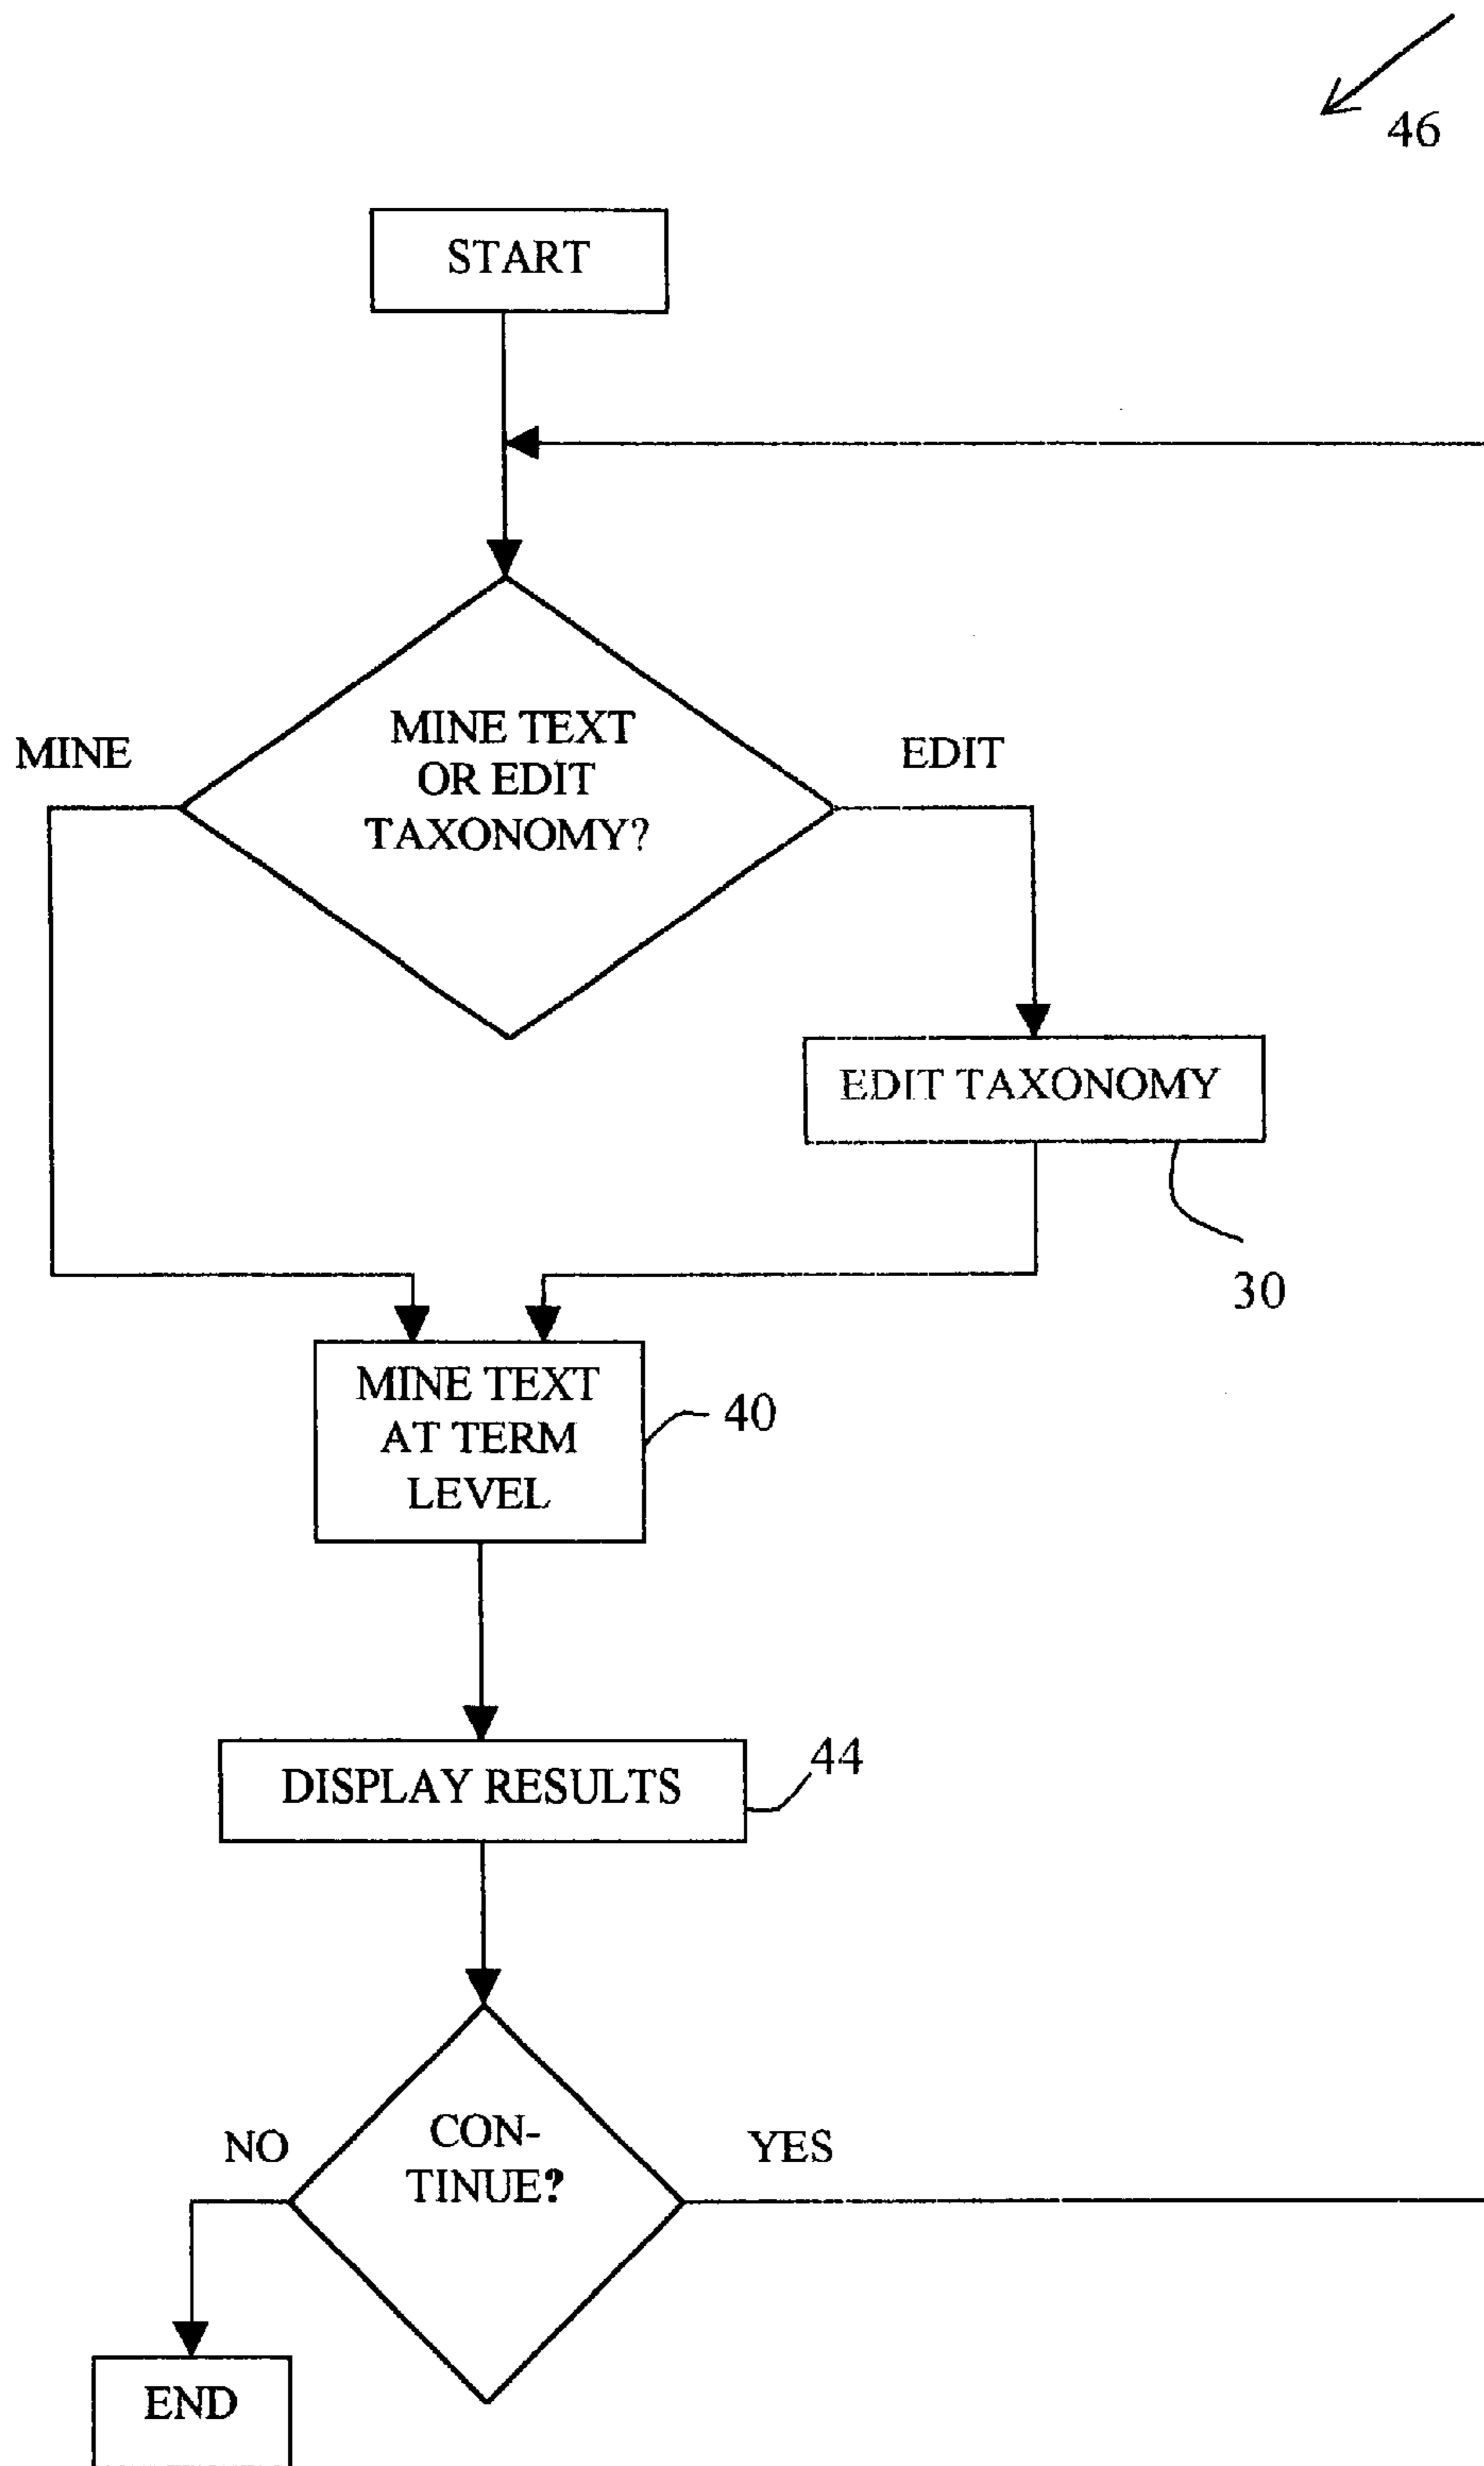 46
START
MINE TEXT
OR EDIT
TAXONOMY?
MINE
EDIT
EDIT TAXONOMY
30
MINE TEXT
AT TERM
LEVEL
40
DISPLAY RESULTS
44
CON-
TINUE?
NO
YES
END